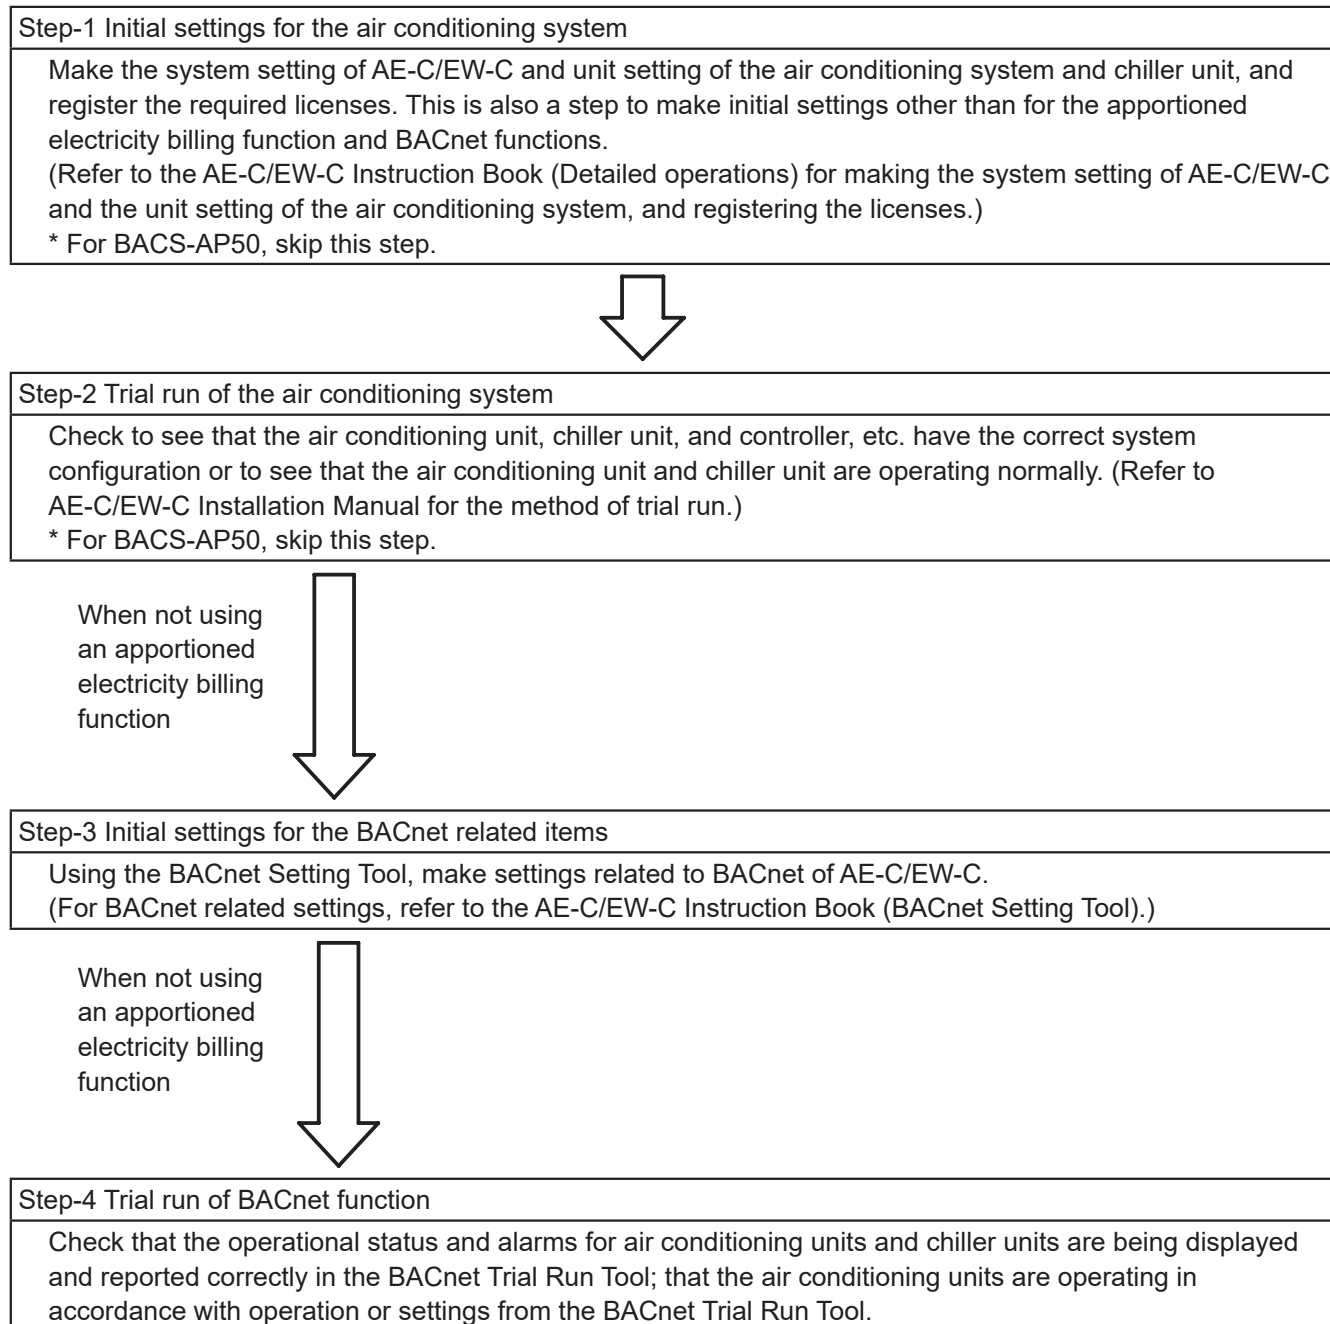 Step-1 Initial settings for the air conditioning system
Make the system setting of AE-C/EW-C and unit setting of the air conditioning system and chiller unit, and
register the required licenses. This is also a step to make initial settings other than for the apportioned
electricity billing function and BACnet functions.
(Refer to the AE-C/EW-C Instruction Book (Detailed operations) for making the system setting of AE-C/EW-C
and the unit setting of the air conditioning system, and registering the licenses.)
* For BACS-AP50, skip this step.
Step-2 Trial run of the air conditioning system
Check to see that the air conditioning unit, chiller unit, and controller, etc. have the correct system
configuration or to see that the air conditioning unit and chiller unit are operating normally. (Refer to
AE-C/EW-C Installation Manual for the method of trial run.)
* For BACS-AP50, skip this step.
When not using
an apportioned
electricity billing
function
Step-3 Initial settings for the BACnet related items
Using the BACnet Setting Tool, make settings related to BACnet of AE-C/EW-C.
(For BACnet related settings, refer to the AE-C/EW-C Instruction Book (BACnet Setting Tool).)
When not using
an apportioned
electricity billing
function
Step-4 Trial run of BACnet function
Check that the operational status and alarms for air conditioning units and chiller units are being displayed
and reported correctly in the BACnet Trial Run Tool; that the air conditioning units are operating in
accordance with operation or settings from the BACnet Trial Run Tool.